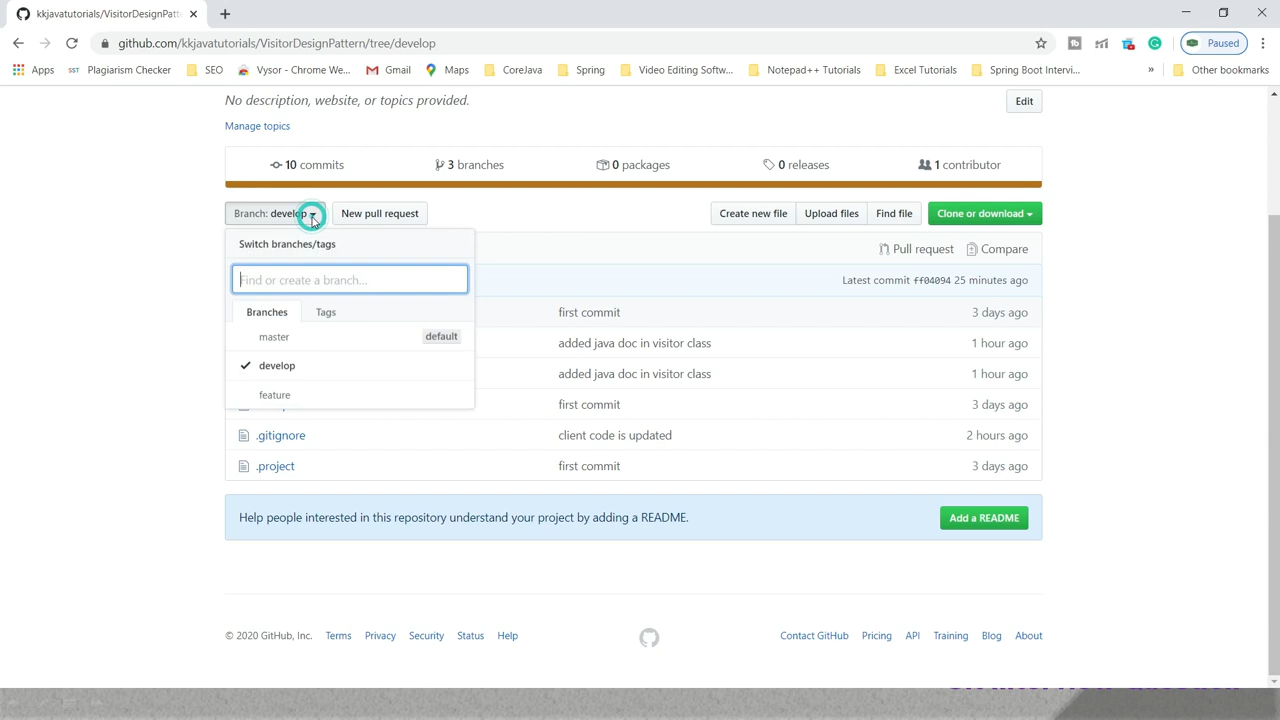 kkjavatutorials/VisitorDesignPatt
github.com/kkjavatutorials/VisitorDesignPattern/tree/develop
Paused
Apps SST Plagiarism Checker SEO Vysor - Chrome We... Gmail Maps CoreJava Spring Video Editing Softw... Notepad++ Tutorials Excel Tutorials Spring Boot Intervi... » Other bookmarks
No description, website, or topics provided.
Edit
Manage topics
10 commits 3 branches 0 packages 0 releases 1 contributor
Branch: develop New pull request Create new file Upload files Find file Clone or download
Switch branches/tags
Pull request Compare
Find or create a branch...
Latest commit ff04094 25 minutes ago
Branches Tags
first commit 3 days ago
master default
added java doc in visitor class 1 hour ago
develop
added java doc in visitor class 1 hour ago
feature
first commit 3 days ago
.gitignore client code is updated 2 hours ago
.project first commit 3 days ago
Help people interested in this repository understand your project by adding a README.
Add a README
© 2020 GitHub, Inc. Terms Privacy Security Status Help
Contact GitHub Pricing API Training Blog About